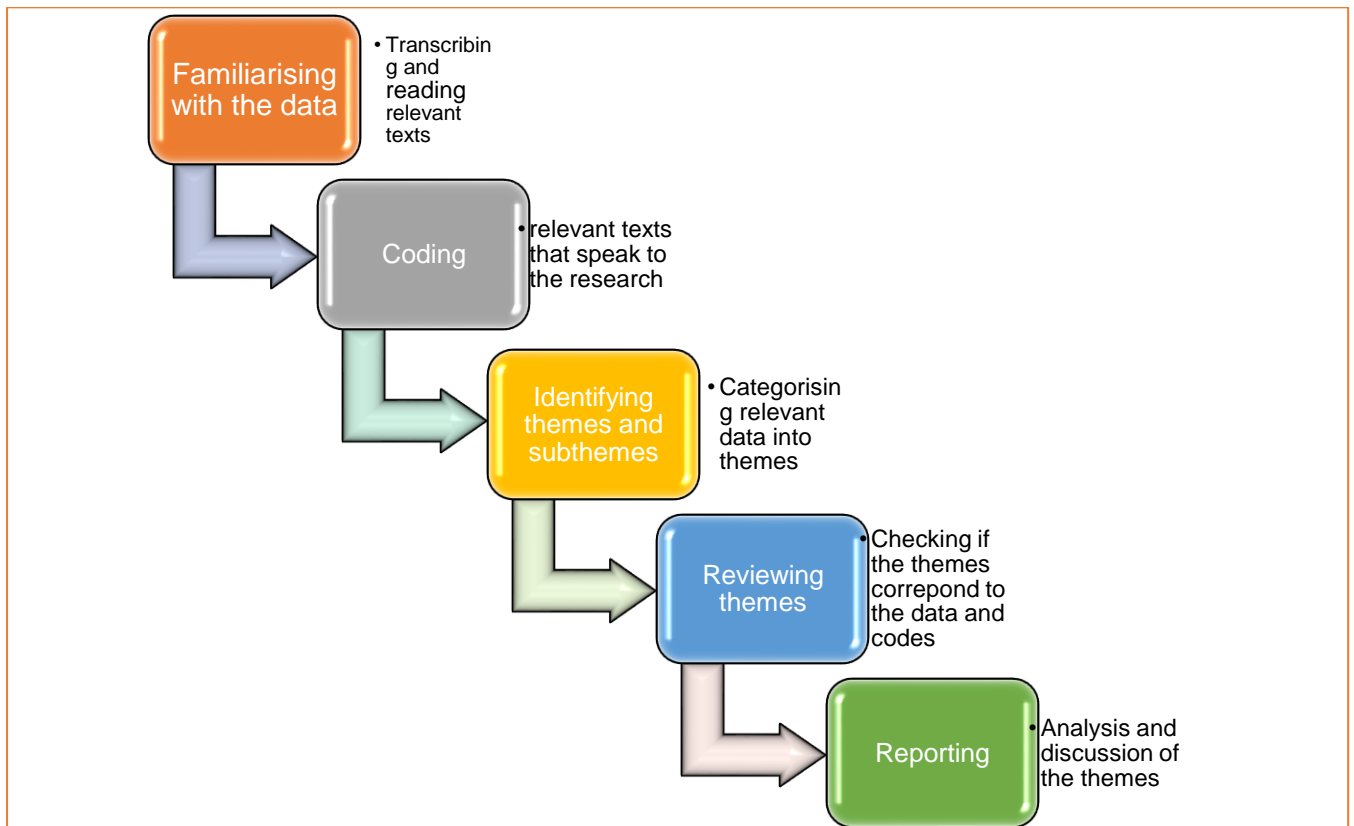 Familiarising
with the data
• Transcribin
g and
reading
relevant
texts
Coding
• relevant texts
that speak to
the research
Identifying
themes and
subthemes
• Categorisin
g relevant
data into
themes
Reviewing
themes
• Checking if
the themes
correpond to
the data and
codes
Reporting
• Analysis and
discussion of
the themes